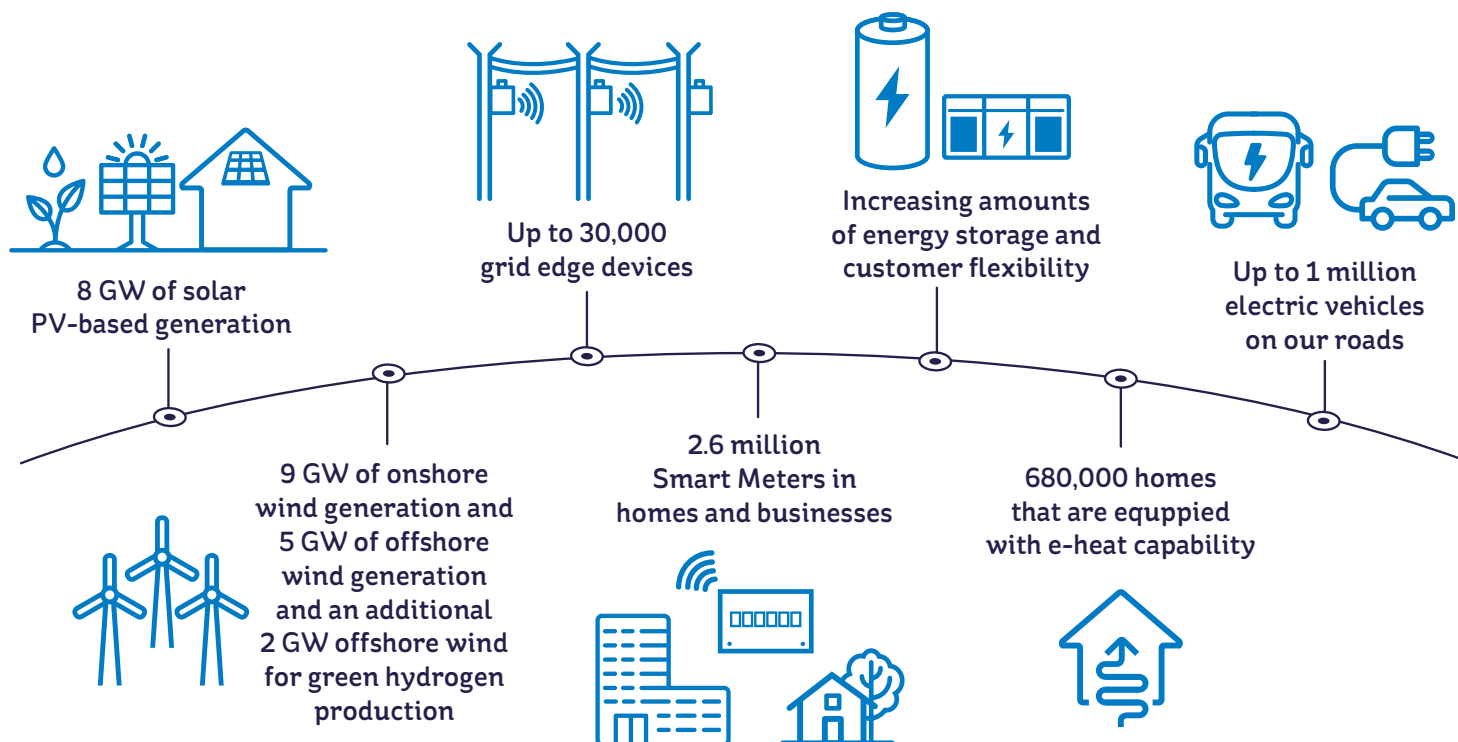 8 GW of solar
PV-based generation
9 GW of onshore
wind generation and
5 GW of offshore
wind generation
and an additional
2 GW offshore wind
for green hydrogen
production
Up to 30,000
grid edge devices
2.6 million
Smart Meters in
homes and businesses
Increasing amounts
of energy storage and
customer flexibility
680,000 homes
that are equppied
with e-heat capability
Up to 1 million
electric vehicles
on our roads